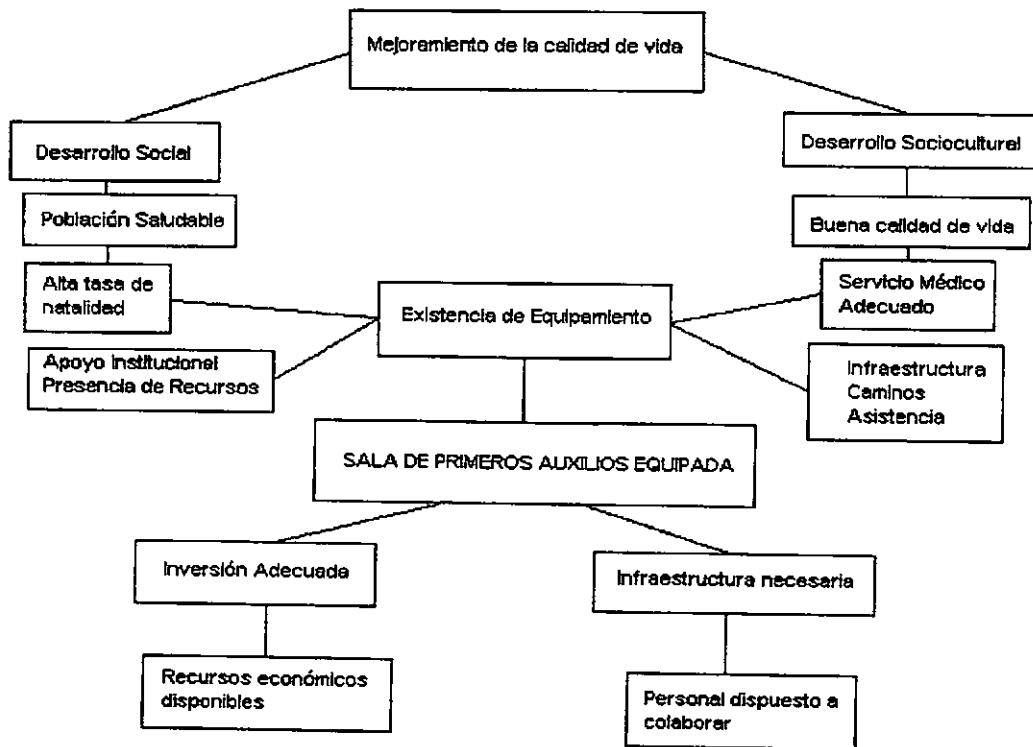 Mejoramiento de la calidad de vida
Desarrollo Social
Desarrollo Sociocultural
Población Saludable
Buena calidad de vida
Alta tasa de
natalidad
Existencia de Equipamiento
Servicio Médico
Adecuado
Apoyo Institucional
Presencia de Recursos
Infraestructura
Caminos
Asistencia
SALA DE PRIMEROS AUXILIOS EQUIPADA
Inversión Adecuada
Infraestructura necesaria
Recursos económicos
disponibles
Personal dispuesto a
colaborar